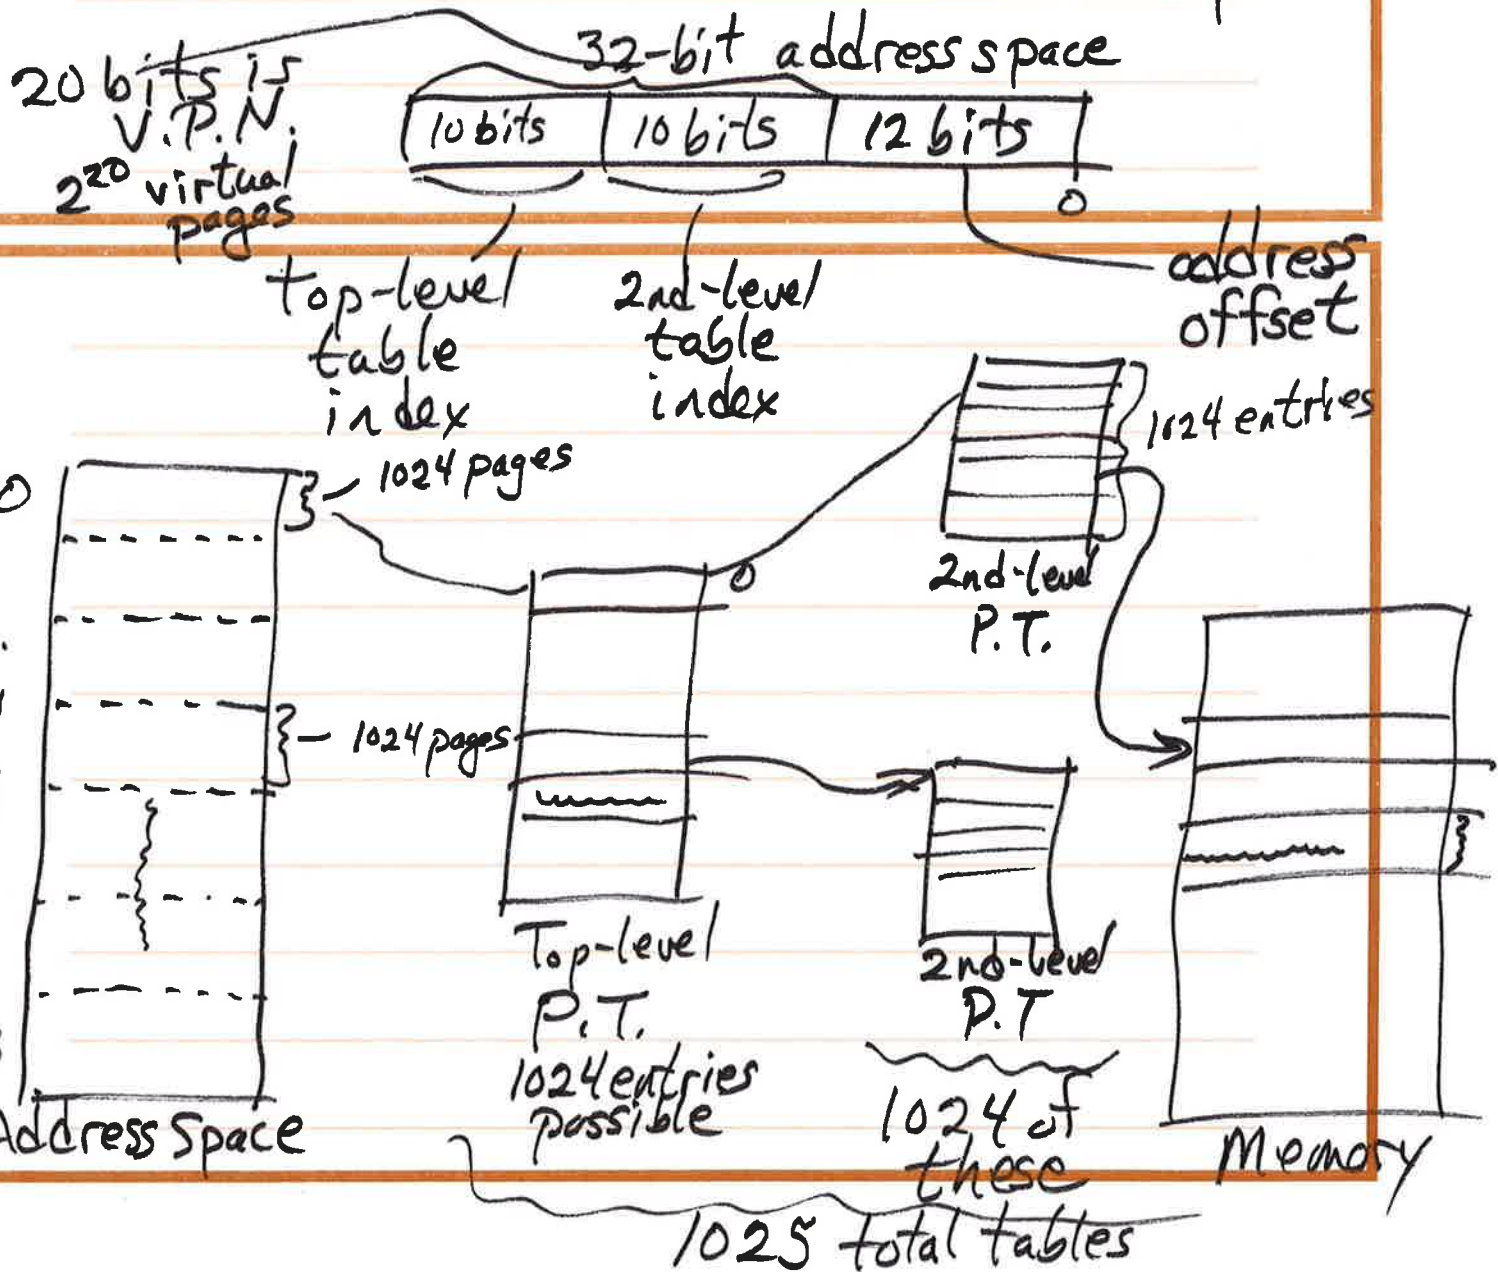 20 bits is
V.P.N.
2^20 virtual
pages
32-bit address space
10 bits 10 bits 12 bits
0
top-level
table
index
2nd-level
table
index
address
offset
0
1024 pages
1024 pages
Address Space
0
Top-level
P.T.
1024 entries
possible
1024 entries
2nd-level
P.T.
2nd-level
P.T
1024 of
these
1025 total tables
Memory